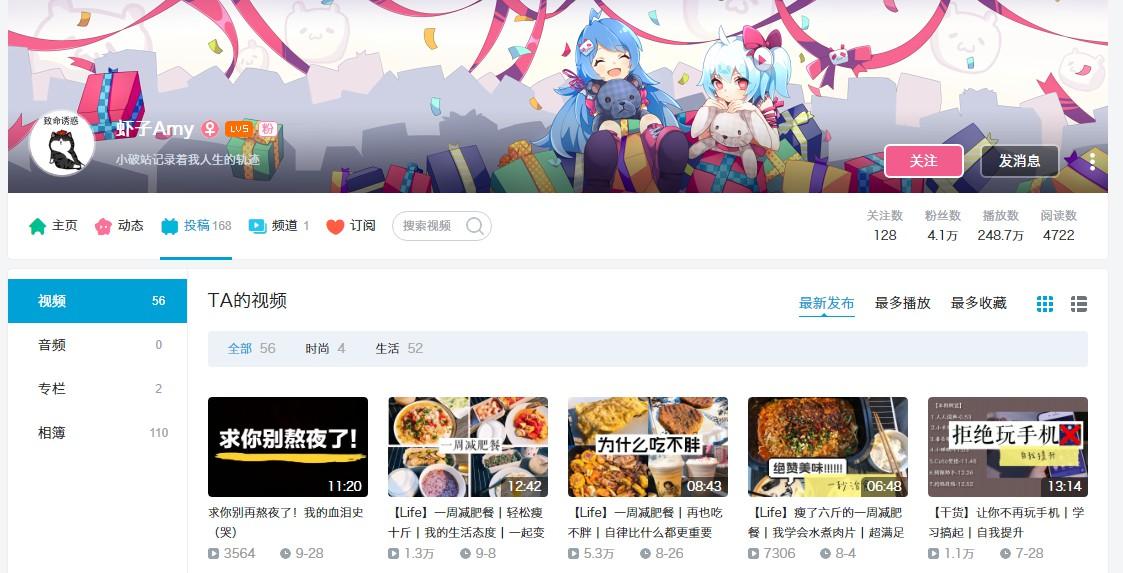 致命诱惑
虾子Amy LV5 粉
小破站记录着我人生的轨迹
关注 发消息
主页 动态 投稿 168 频道 1 订阅 搜索视频
关注数 粉丝数 播放数 阅读数
128 4.1万 248.7万 4722
视频 56
音频 0
专栏 2
相簿 110
TA的视频
最新发布 最多播放 最多收藏
全部 56 时尚 4 生活 52
求你别熬夜了!
11:20
求你别再熬夜了！我的血泪史
（哭）
3564 9-28
一周减肥餐
12:42
【Life】一周减肥餐 | 轻松瘦
十斤 | 我的生活态度 | 一起变
1.3万 9-8
为什么吃不胖
08:43
【Life】一周减肥餐 | 再也吃
不胖 | 自律比什么都更重要
5.3万 8-26
绝赞美味!!!!!!
06:48
【Life】瘦了六斤的一周减肥
餐 | 我学会水煮肉片 | 超满足
7306 8-4
拒绝玩手机
自我提升
13:14
【干货】让你不再玩手机 | 学
习搞起 | 自我提升
1.1万 7-28